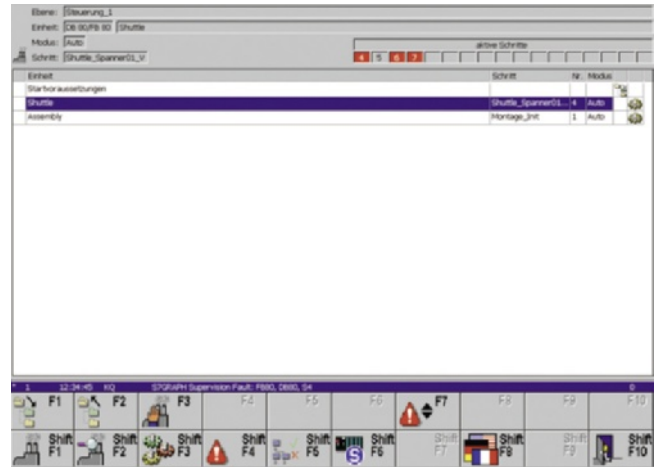 Ebene: Steuerung_1
Einheit: DB 80/FB 80 Shuttle
Modus: Auto
aktive Schritte
Schritt: Shuttle_Spanner01_V
4 5 6 7
Einheit Schritt Nr. Modus
Startvoraussetzungen
Shuttle Shuttle_Spanner01... 4 Auto
Assembly Montage_Init 1 Auto
* 1 12:34:45 KQ S7GRAPH Supervision Fault: FB80, DB80, S4 0
F1 F2 F3 F4 F5 F6 F7 F8 F9 F10
Shift Shift Shift Shift Shift Shift Shift Shift Shift Shift
F1 F2 F3 F4 F5 S F6 F7 F8 F9 F10